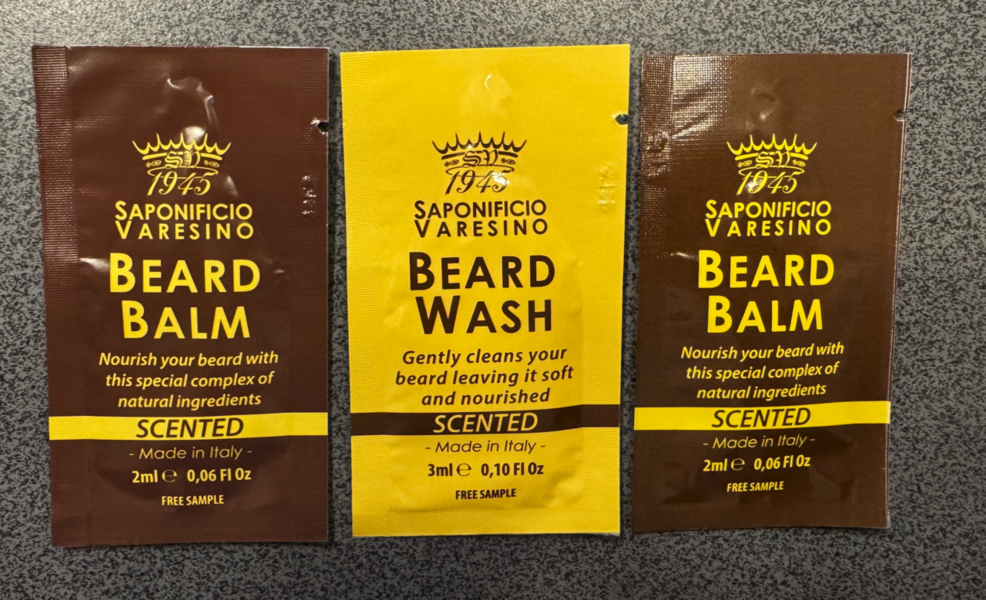 SV
1945
SAPONIFICIO
VARESINO
BEARD
BALM
Nourish your beard with
this special complex of
natural ingredients
SCENTED
- Made in Italy -
2ml ℮ 0,06 Fl Oz
FREE SAMPLE
SV
1945
SAPONIFICIO
VARESINO
BEARD
WASH
Gently cleans your
beard leaving it soft
and nourished
SCENTED
- Made in Italy -
3ml ℮ 0,10 Fl Oz
FREE SAMPLE
SV
1945
SAPONIFICIO
VARESINO
BEARD
BALM
Nourish your beard with
this special complex of
natural ingredients
SCENTED
- Made in Italy -
2ml ℮ 0,06 Fl Oz
FREE SAMPLE